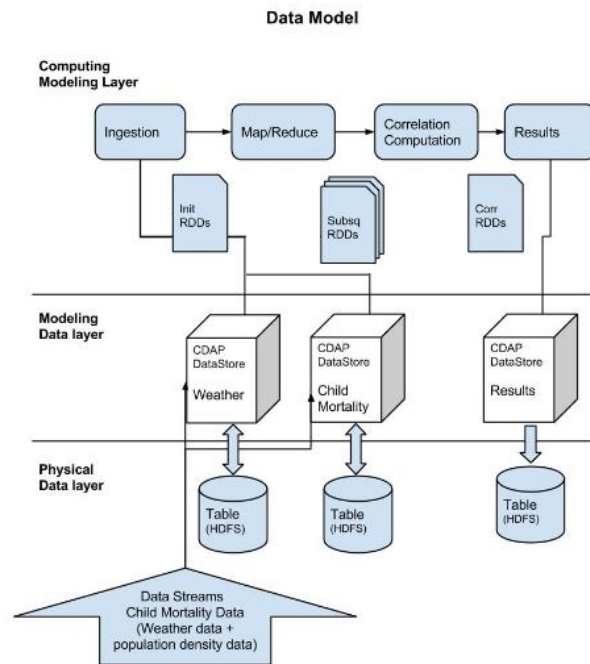 Data Model
Computing
Modeling Layer
Ingestion
Map/Reduce
Correlation
Computation
Results
Init
RDDs
Subsq
RDDs
Corr
RDDs
Modeling
Data layer
CDAP
DataStore
Weather
CDAP
DataStore
Child
Mortality
CDAP
DataStore
Results
Physical
Data layer
Table
(HDFS)
Table
(HDFS)
Table
(HDFS)
Data Streams
Child Mortality Data
(Weather data +
population density data)